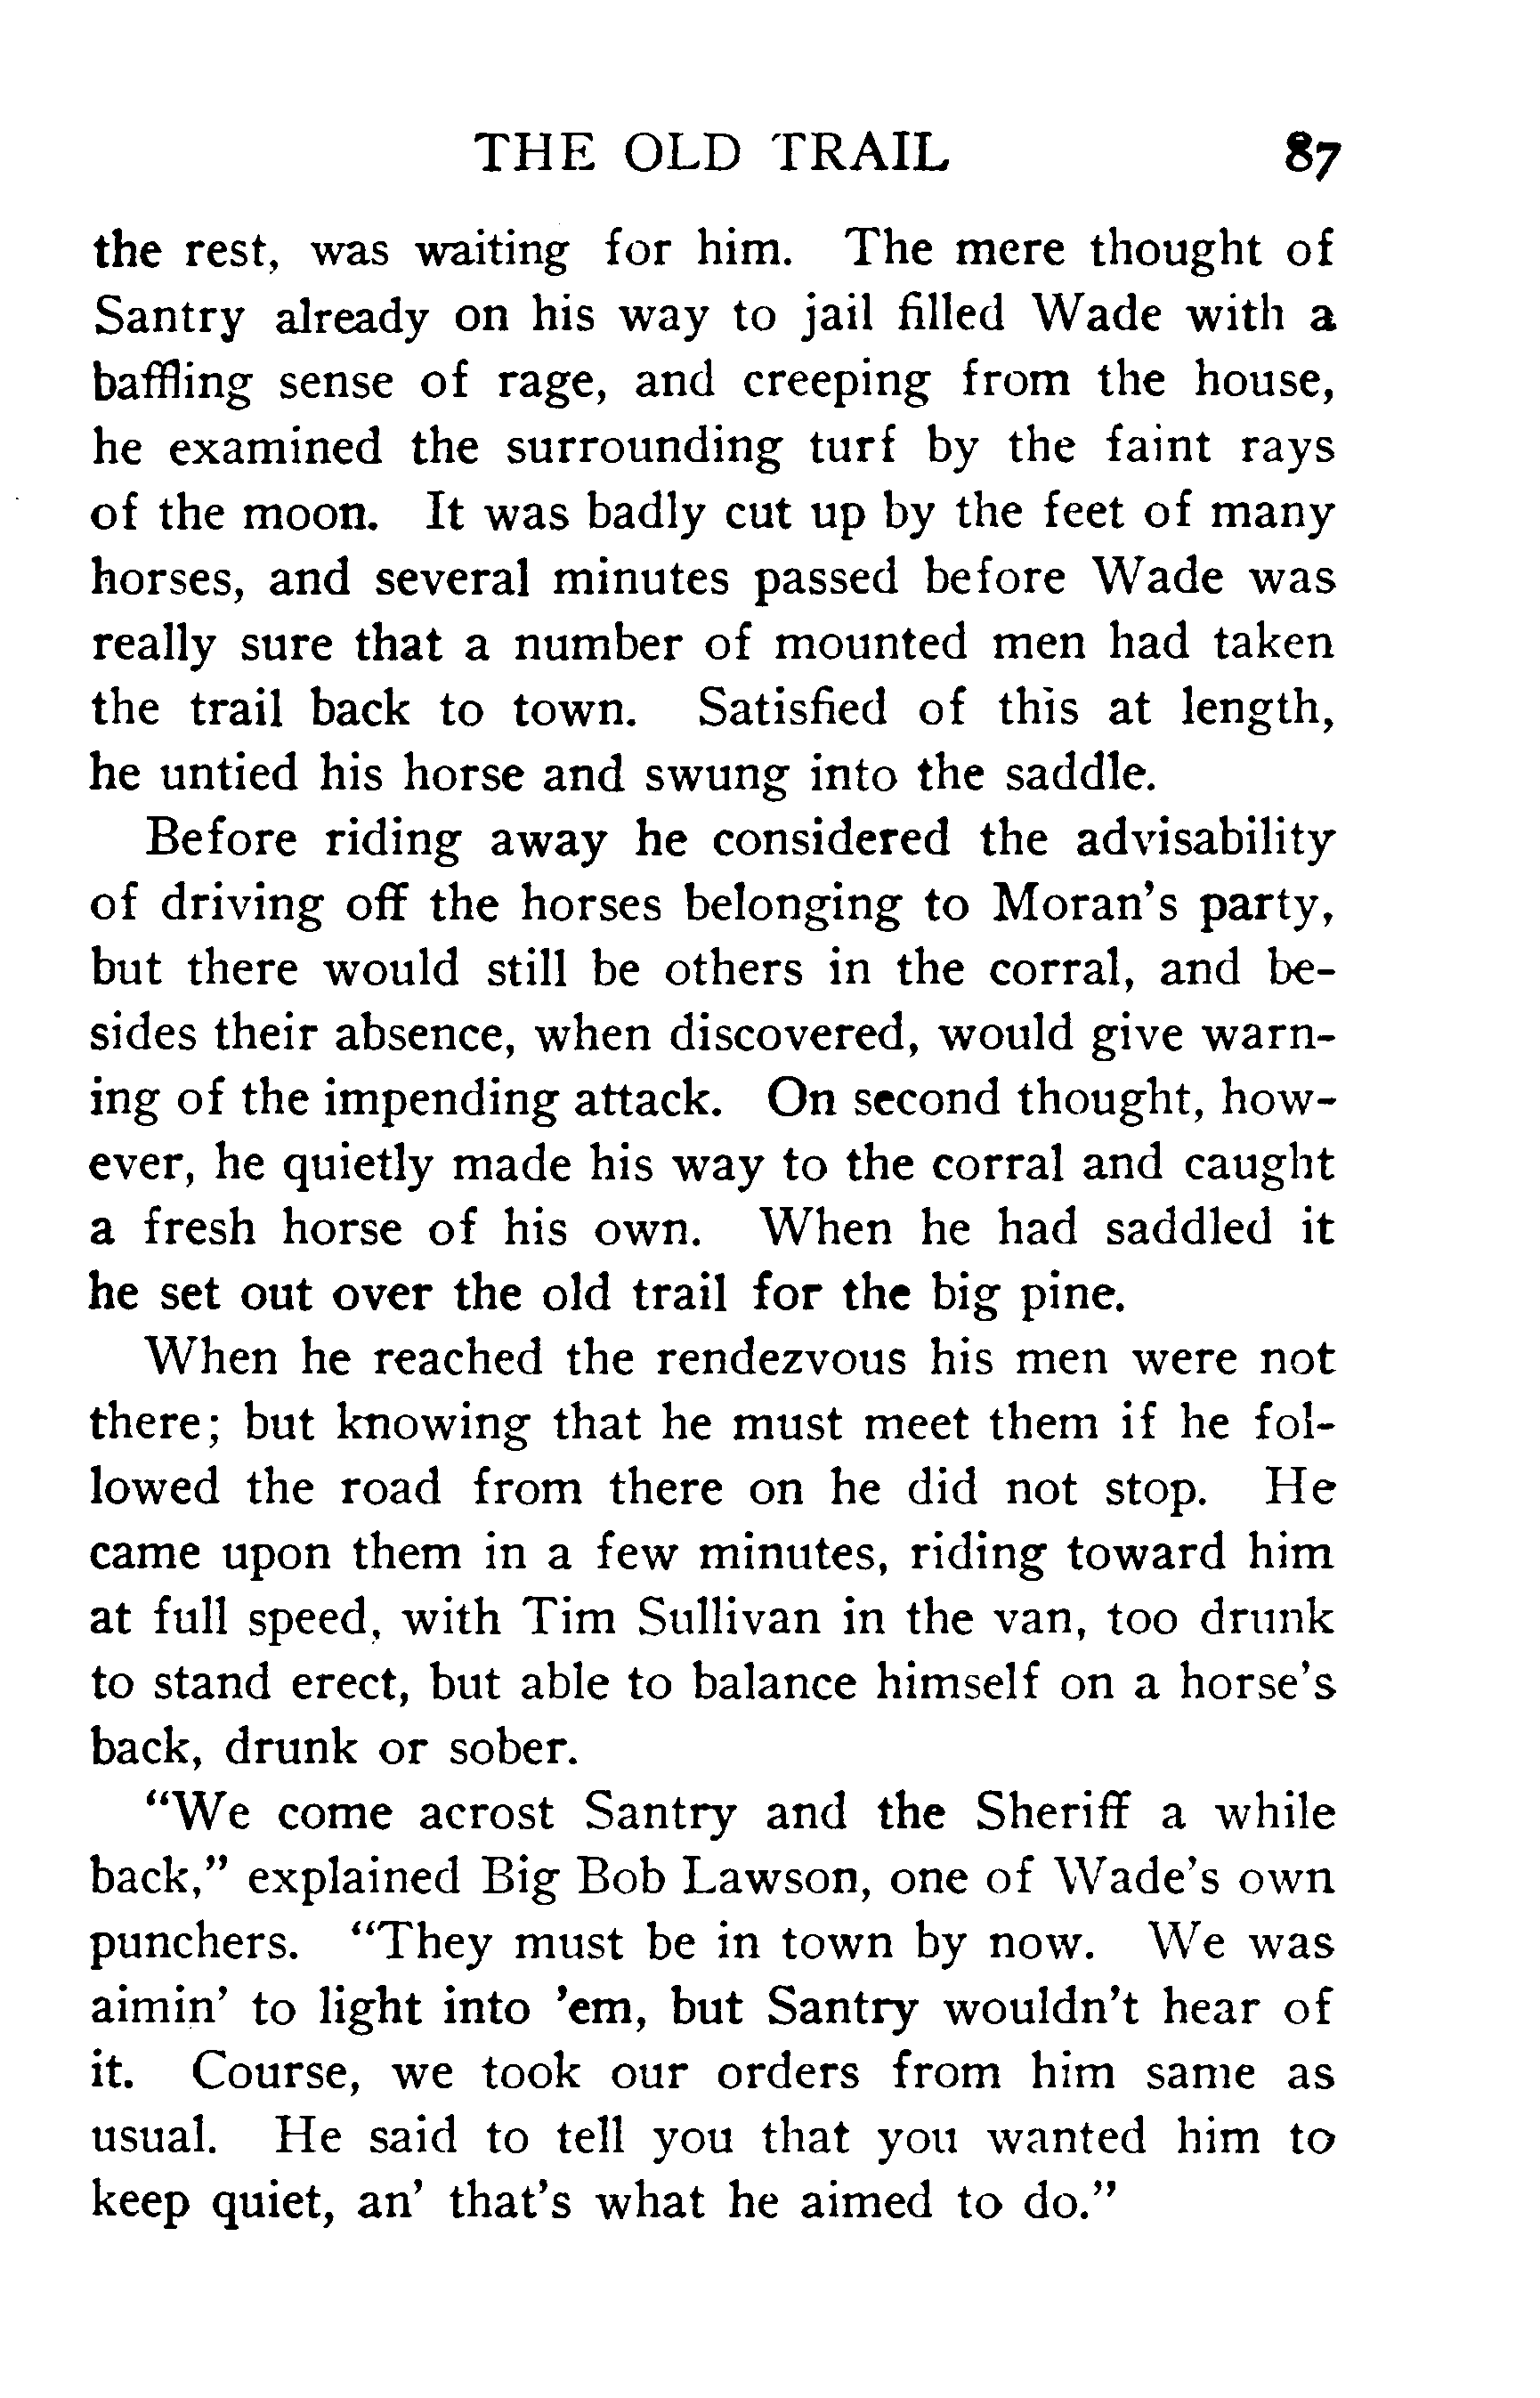 THE OLD TRAIL 87
the rest, was waiting for him. The mere thought of
Santry already on his way to jail filled Wade with a
baffling sense of rage, and creeping from the house,
he examined the surrounding turf by the faint rays
of the moon. It was badly cut up by the feet of many
horses, and several minutes passed before Wade was
really sure that a number of mounted men had taken
the trail back to town. Satisfied of this at length,
he untied his horse and swung into the saddle.
Before riding away he considered the advisability
of driving off the horses belonging to Moran's party,
but there would still be others in the corral, and be-
sides their absence, when discovered, would give warn-
ing of the impending attack. On second thought, how-
ever, he quietly made his way to the corral and caught
a fresh horse of his own. When he had saddled it
he set out over the old trail for the big pine.
When he reached the rendezvous his men were not
there; but knowing that he must meet them if he fol-
lowed the road from there on he did not stop. He
came upon them in a few minutes, riding toward him
at full speed, with Tim Sullivan in the van, too drunk
to stand erect, but able to balance himself on a horse's
back, drunk or sober.
"We come acrost Santry and the Sheriff a while
back," explained Big Bob Lawson, one of Wade's own
punchers. "They must be in town by now. We was
aimin' to light into 'em, but Santry wouldn't hear of
it. Course, we took our orders from him same as
usual. He said to tell you that you wanted him to
keep quiet, an' that's what he aimed to do."